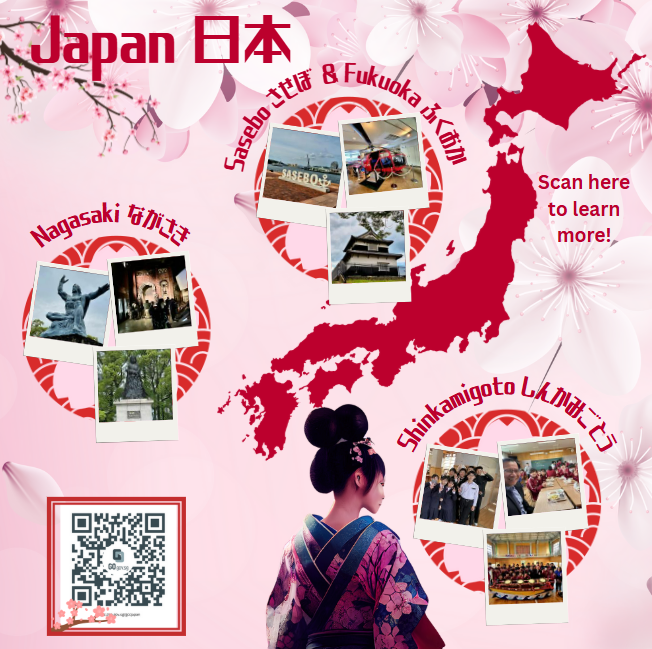 Japan 日本
Sasebo させぼ & Fukuoka ふくおか
SASEBO
Scan here
to learn
more!
Nagasaki ながさき
Shinkamigoto しんかみごとう